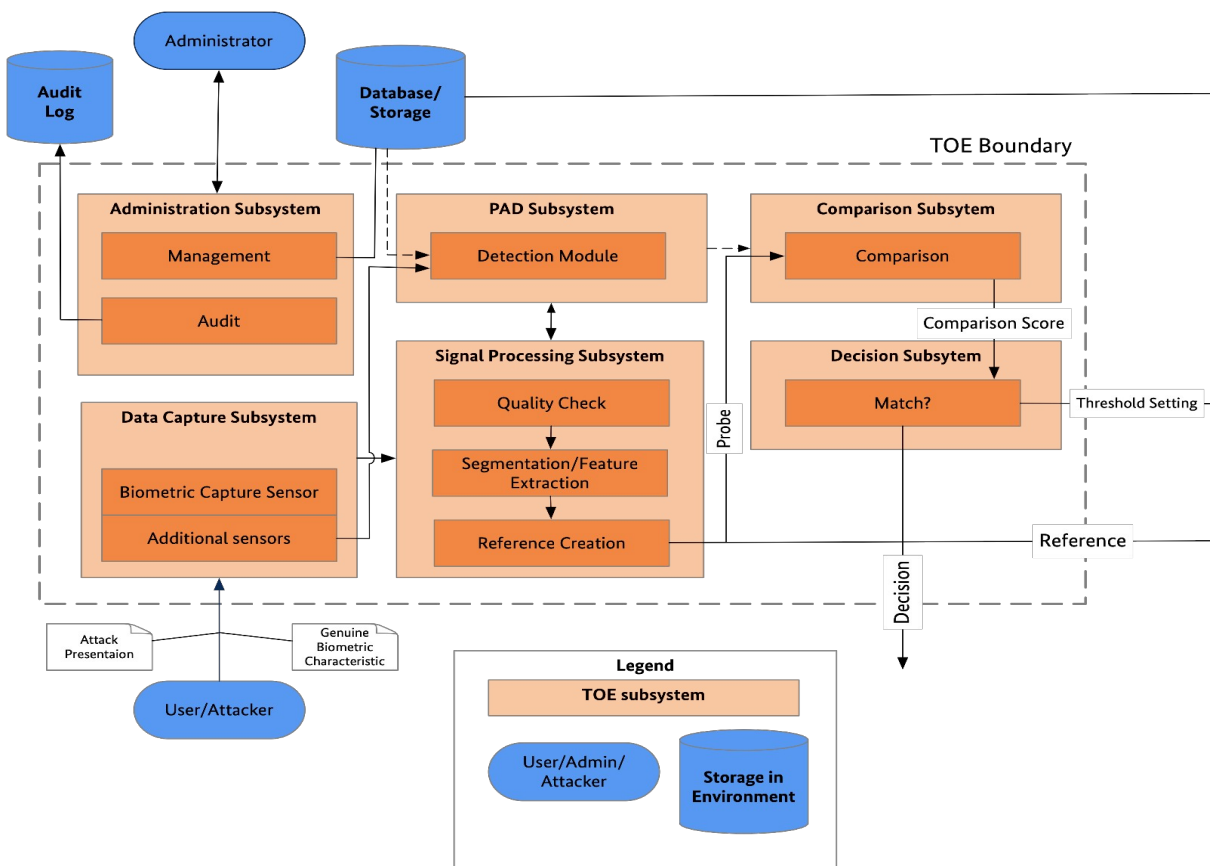 Administrator
Audit
Log
Database/
Storage
TOE Boundary
Administration Subsystem
Management
Audit
PAD Subsystem
Detection Module
Comparison Subsytem
Comparison
Comparison Score
Signal Processing Subsystem
Quality Check
Segmentation/Feature
Extraction
Reference Creation
Decision Subsytem
Match?
Threshold Setting
Probe
Data Capture Subsystem
Biometric Capture Sensor
Additional sensors
Reference
Decision
Attack
Presentaion
Genuine
Biometric
Characteristic
User/Attacker
Legend
TOE subsystem
User/Admin/
Attacker
Storage in
Environment